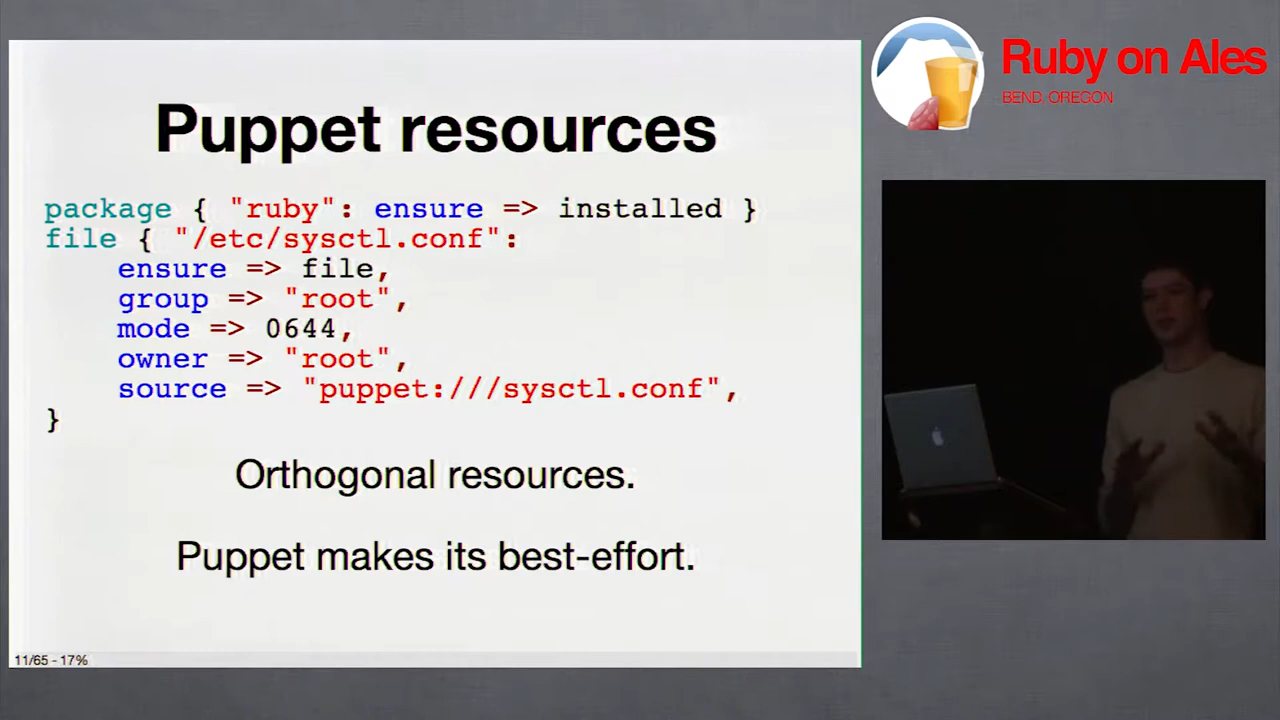 Puppet resources
package { "ruby": ensure => installed }
file { "/etc/sysctl.conf":
    ensure => file,
    group => "root",
    mode => 0644,
    owner => "root",
    source => "puppet:///sysctl.conf",
}
Orthogonal resources.
Puppet makes its best-effort.
11/65 - 17%
Ruby on Ales
BEND, OREGON